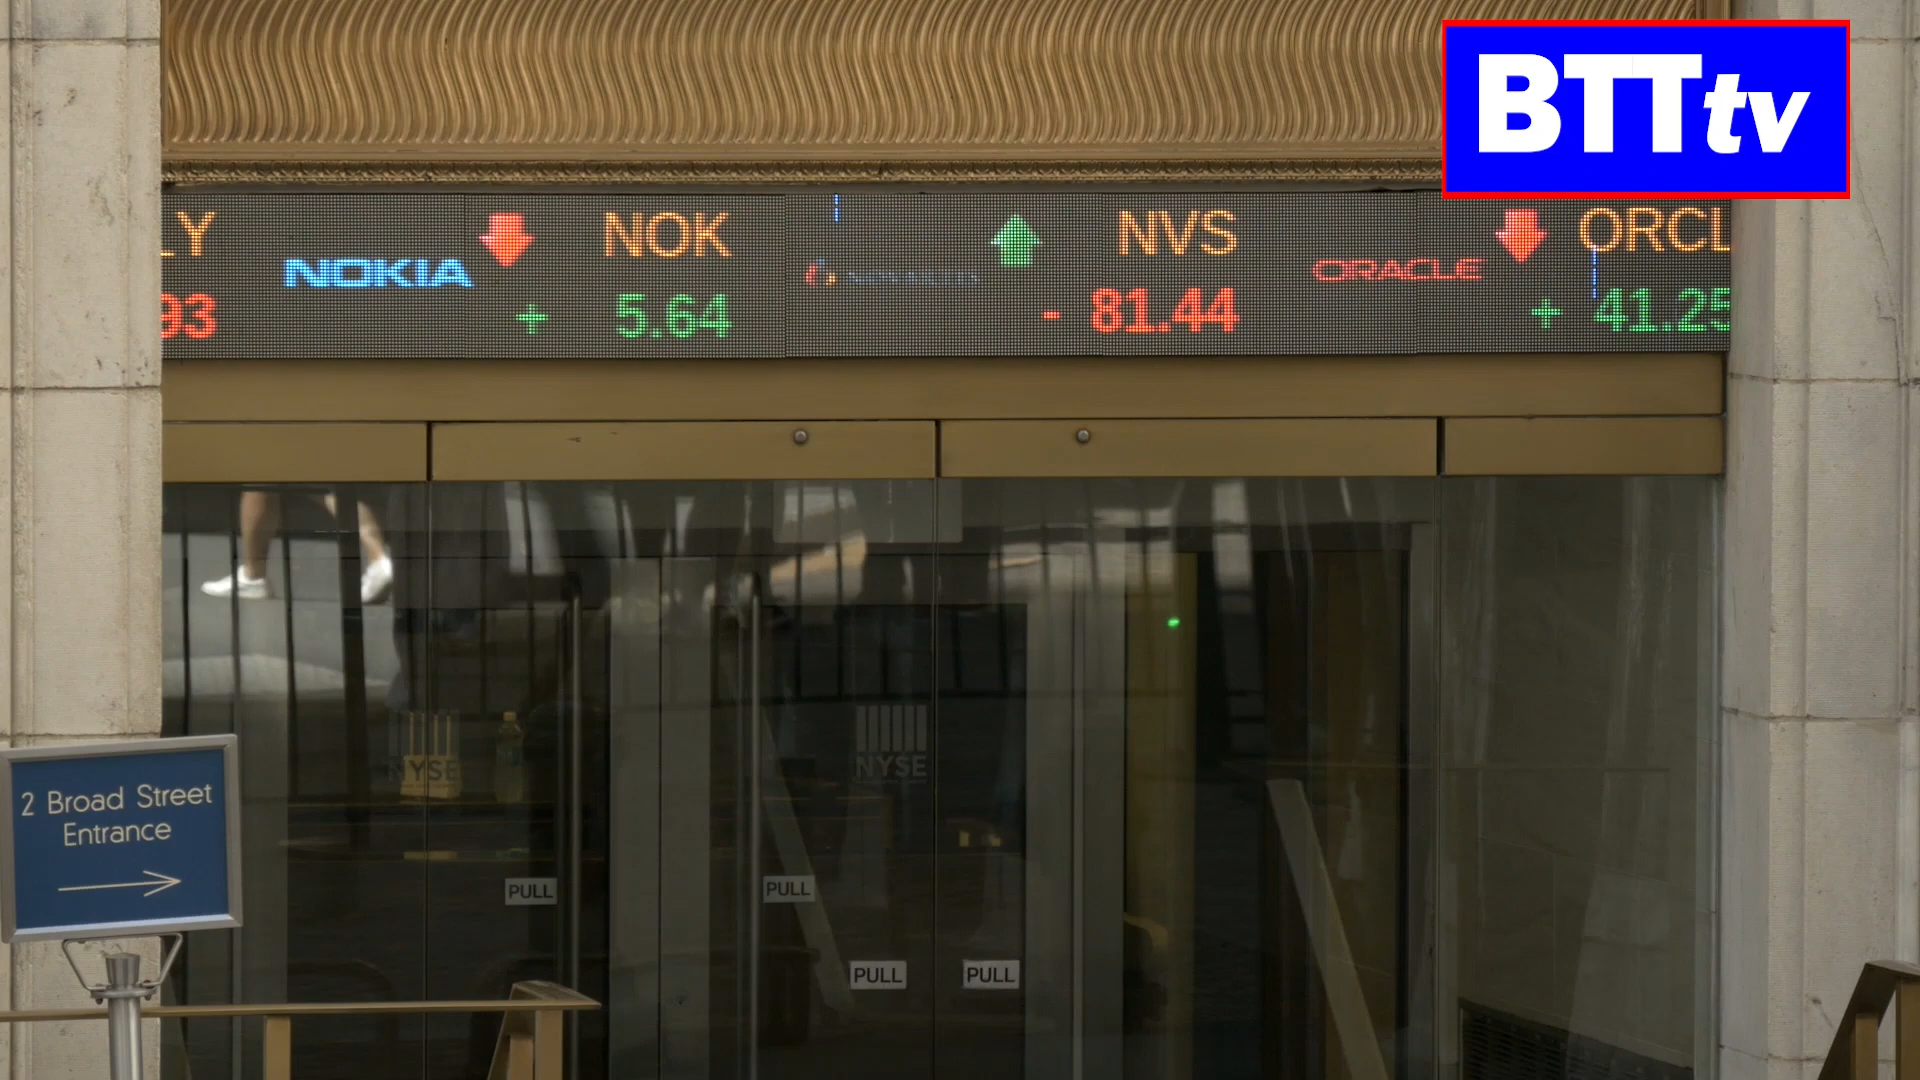 BTTtv
LY
NOKIA
NOK
NVS
ORACLE
ORCL
93
+ 5.64
- 81.44
+ 41.25
NYSE
NYSE
2 Broad Street
Entrance
PULL
PULL
PULL
PULL